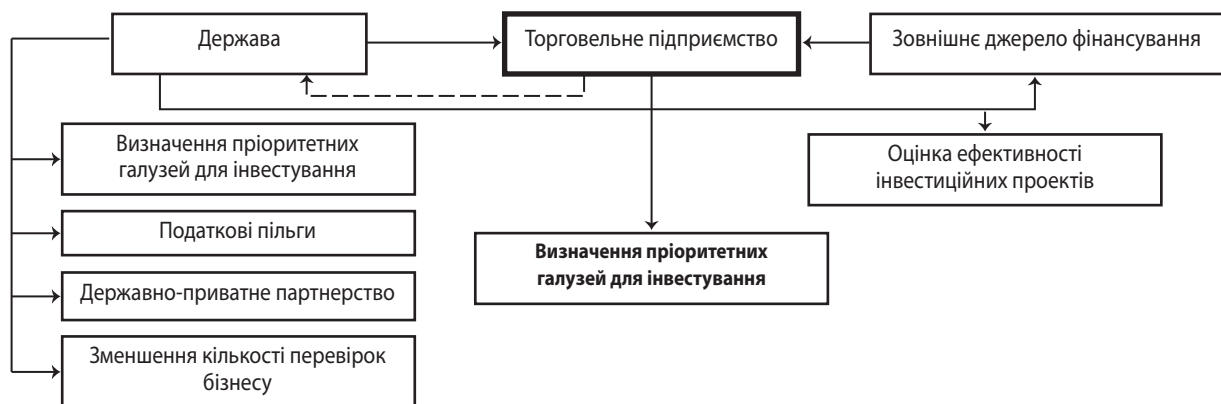 Держава
Торговельне підприємство
Зовнішнє джерело фінансування
Визначення пріоритетних
галузей для інвестування
Оцінка ефективності
інвестиційних проектів
Податкові пільги
Визначення пріоритетних
галузей для інвестування
Державно-приватне партнерство
Зменшення кількості перевірок
бізнесу